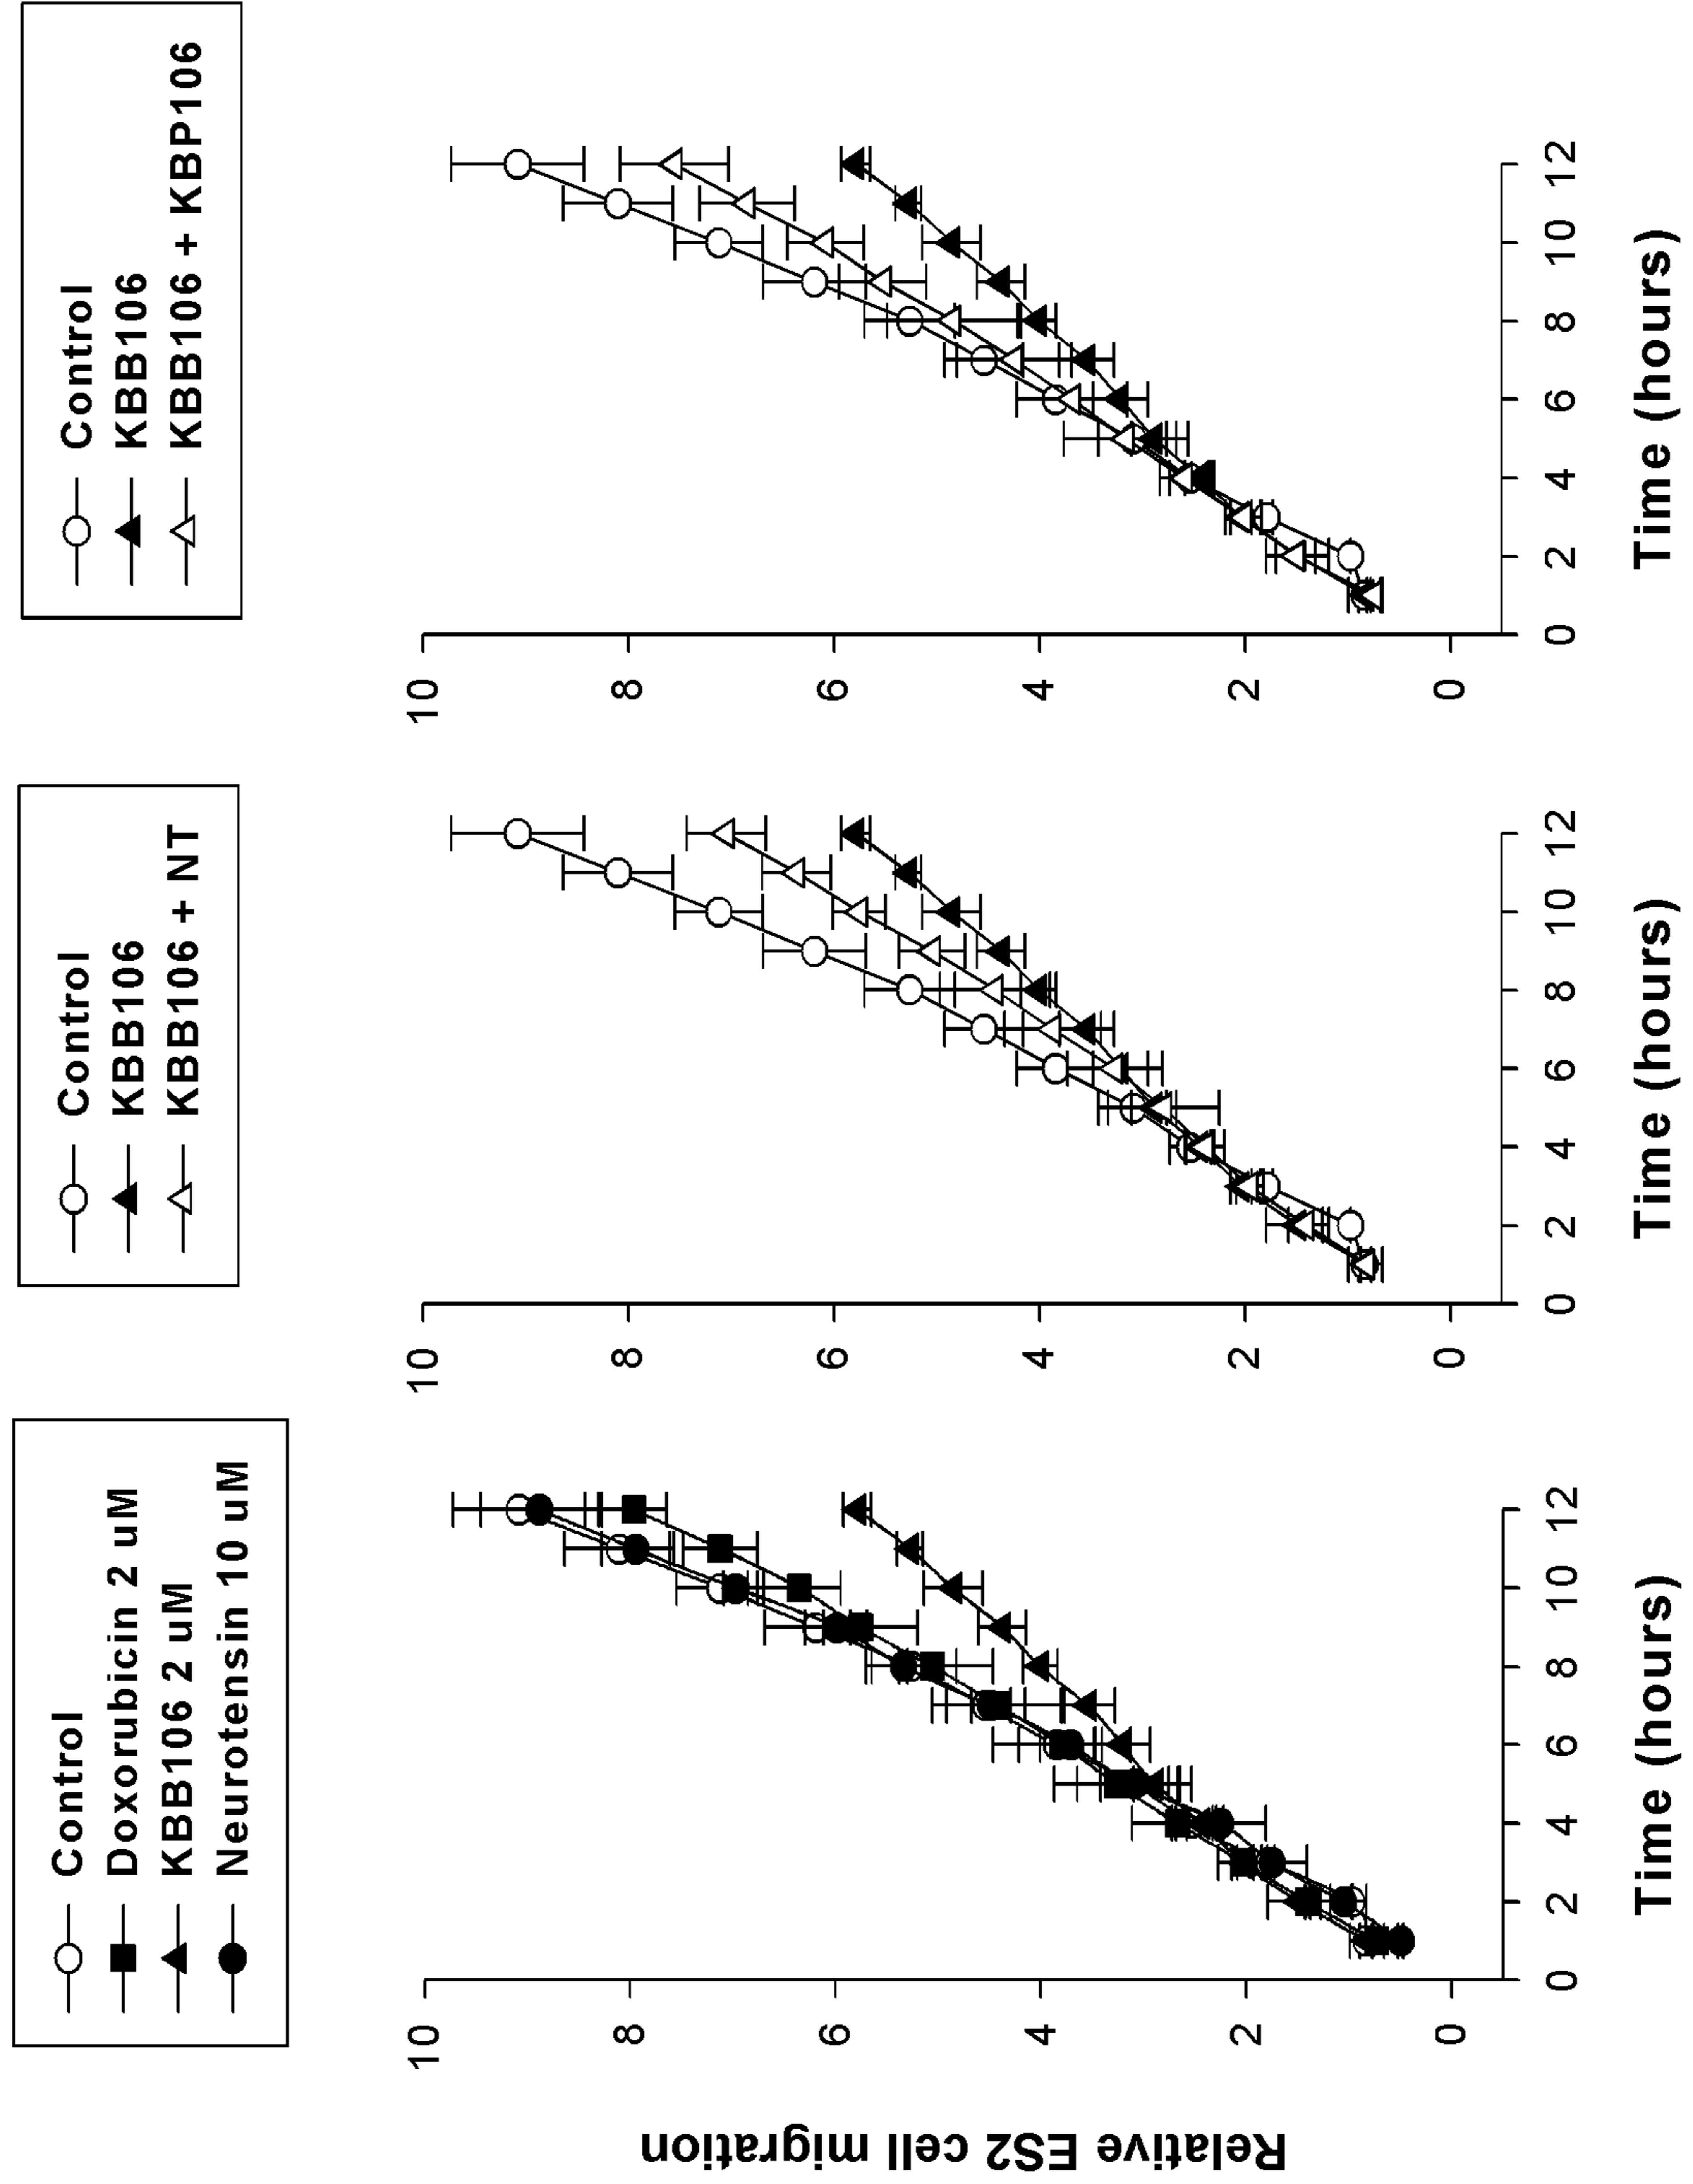 Control
Doxorubicin 2 uM
KBB106 2 uM
Neurotensin 10 uM
Relative ES2 cell migration
10
8
6
4
2
0
0 2 4 6 8 10 12
Time (hours)
Control
KBB106
KBB106 + NT
10
8
6
4
2
0
0 2 4 6 8 10 12
Time (hours)
Control
KBB106
KBB106 + KBP106
10
8
6
4
2
0
0 2 4 6 8 10 12
Time (hours)